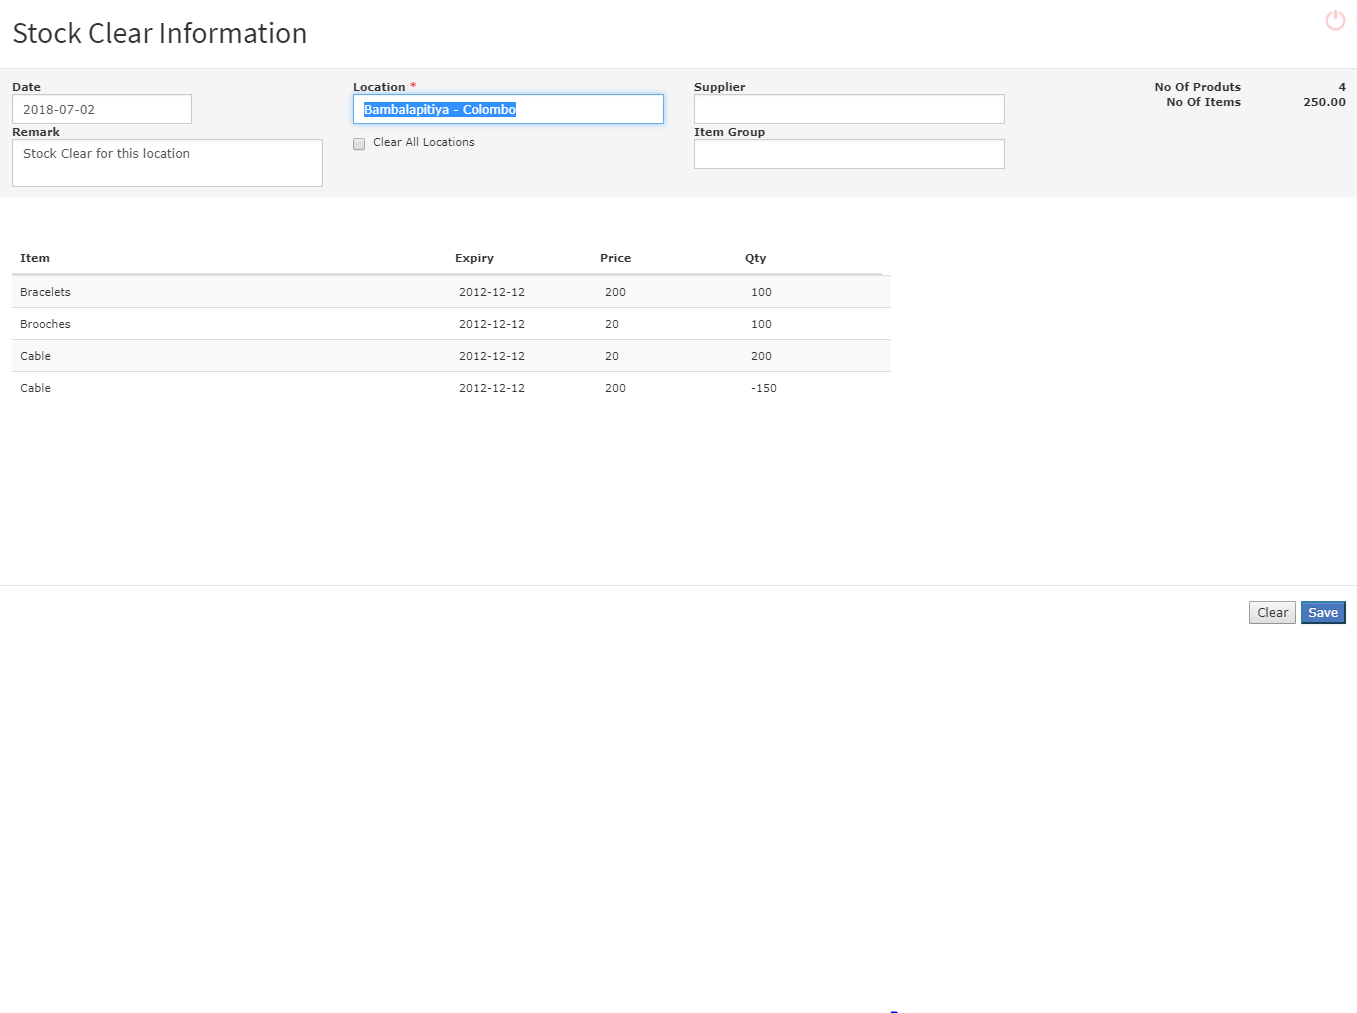 Stock Clear Information
Date
2018-07-02
Remark
Stock Clear for this location
Location *
Bambalapitiya - Colombo
Clear All Locations
Supplier
Item Group
No Of Produts 4
No Of Items 250.00
Item Expiry Price Qty
Bracelets 2012-12-12 200 100
Brooches 2012-12-12 20 100
Cable 2012-12-12 20 200
Cable 2012-12-12 200 -150
Clear Save